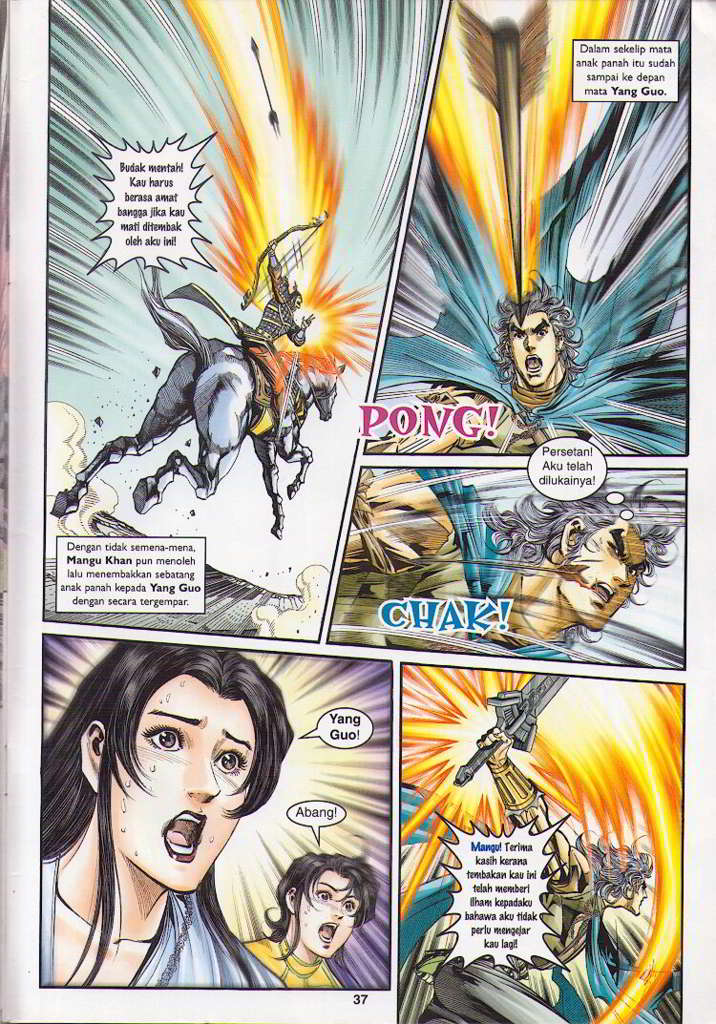 Budak mentah!
Kau harus
berasa amat
bangga jika kau
mati ditembak
oleh aku ini!
Dengan tidak semena-mena,
Mangu Khan pun menoleh
lalu menembakkan sebatang
anak panah kepada Yang Guo
dengan secara tergempar.
Dalam sekelip mata
anak panah itu sudah
sampai ke depan
mata Yang Guo.
PONG!
Persetan!
Aku telah
dilukainya!
CHAK!
Yang
Guo!
Abang!
Mangu! Terima
kasih kerana
tembakan kau ini
telah memberi
ilham kepadaku
bahawa aku tidak
perlu mengejar
kau lagi!
37